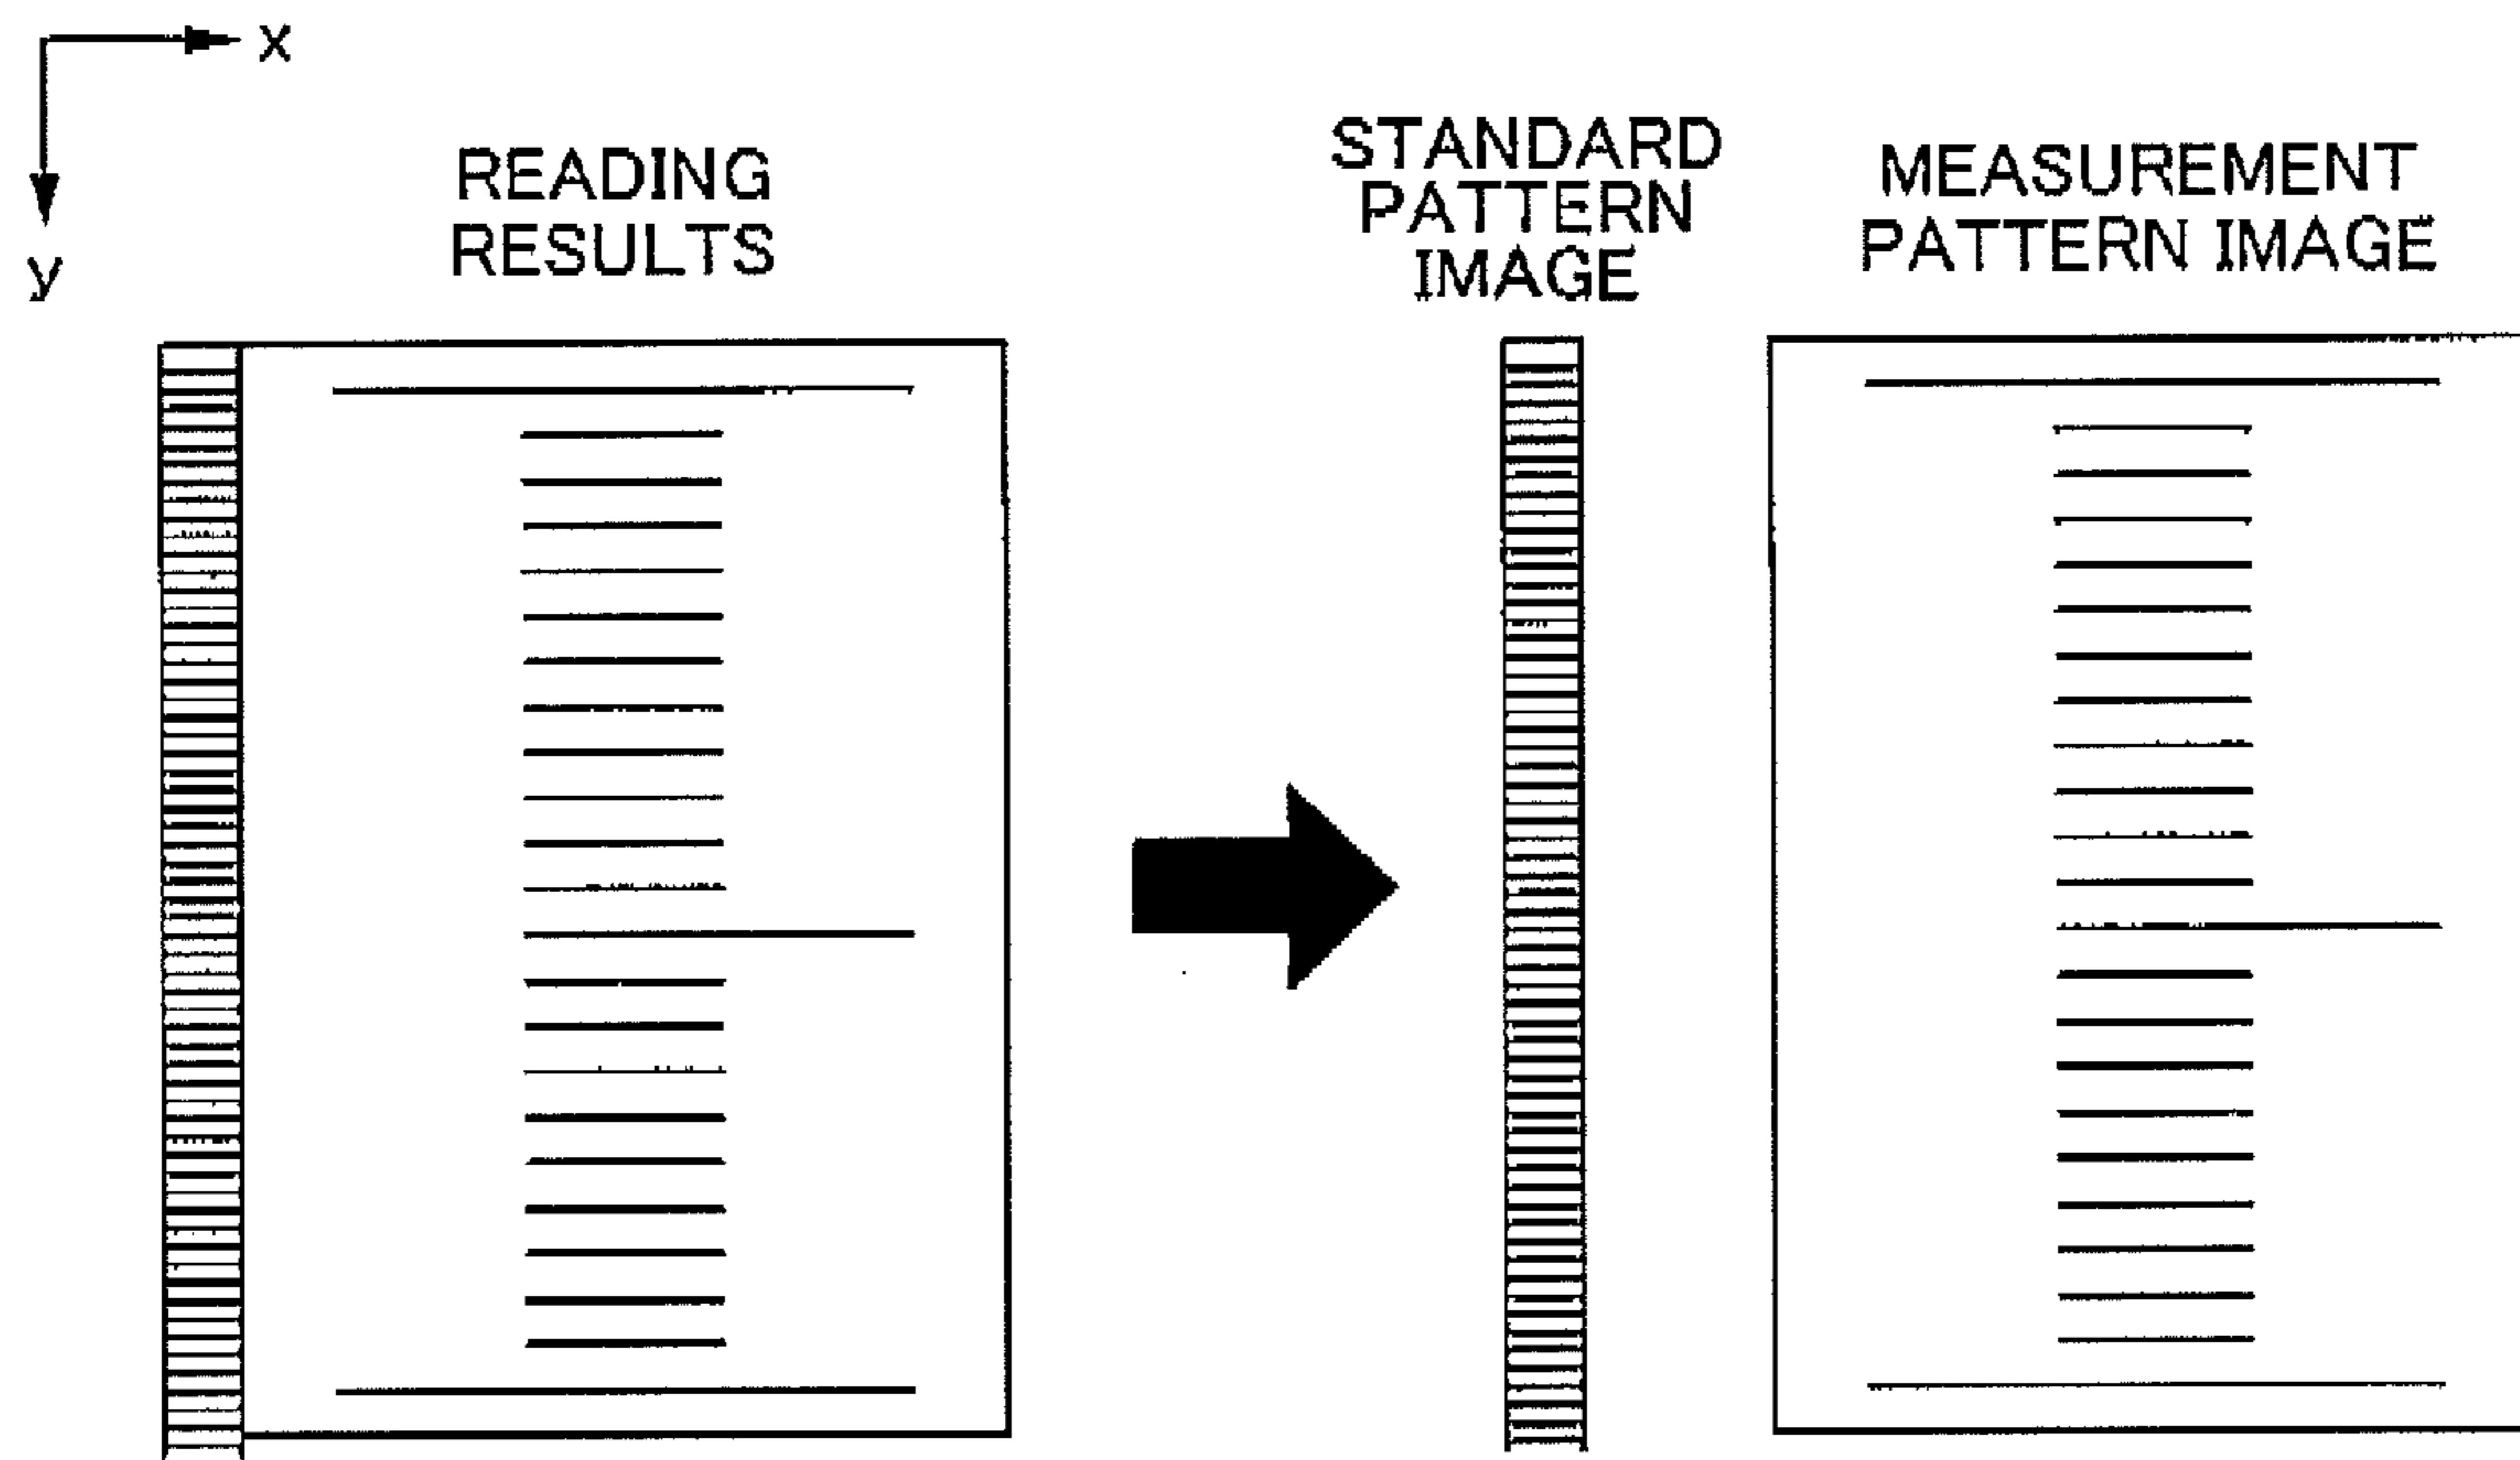 x
y
READING
RESULTS
STANDARD
PATTERN
IMAGE
MEASUREMENT
PATTERN IMAGE